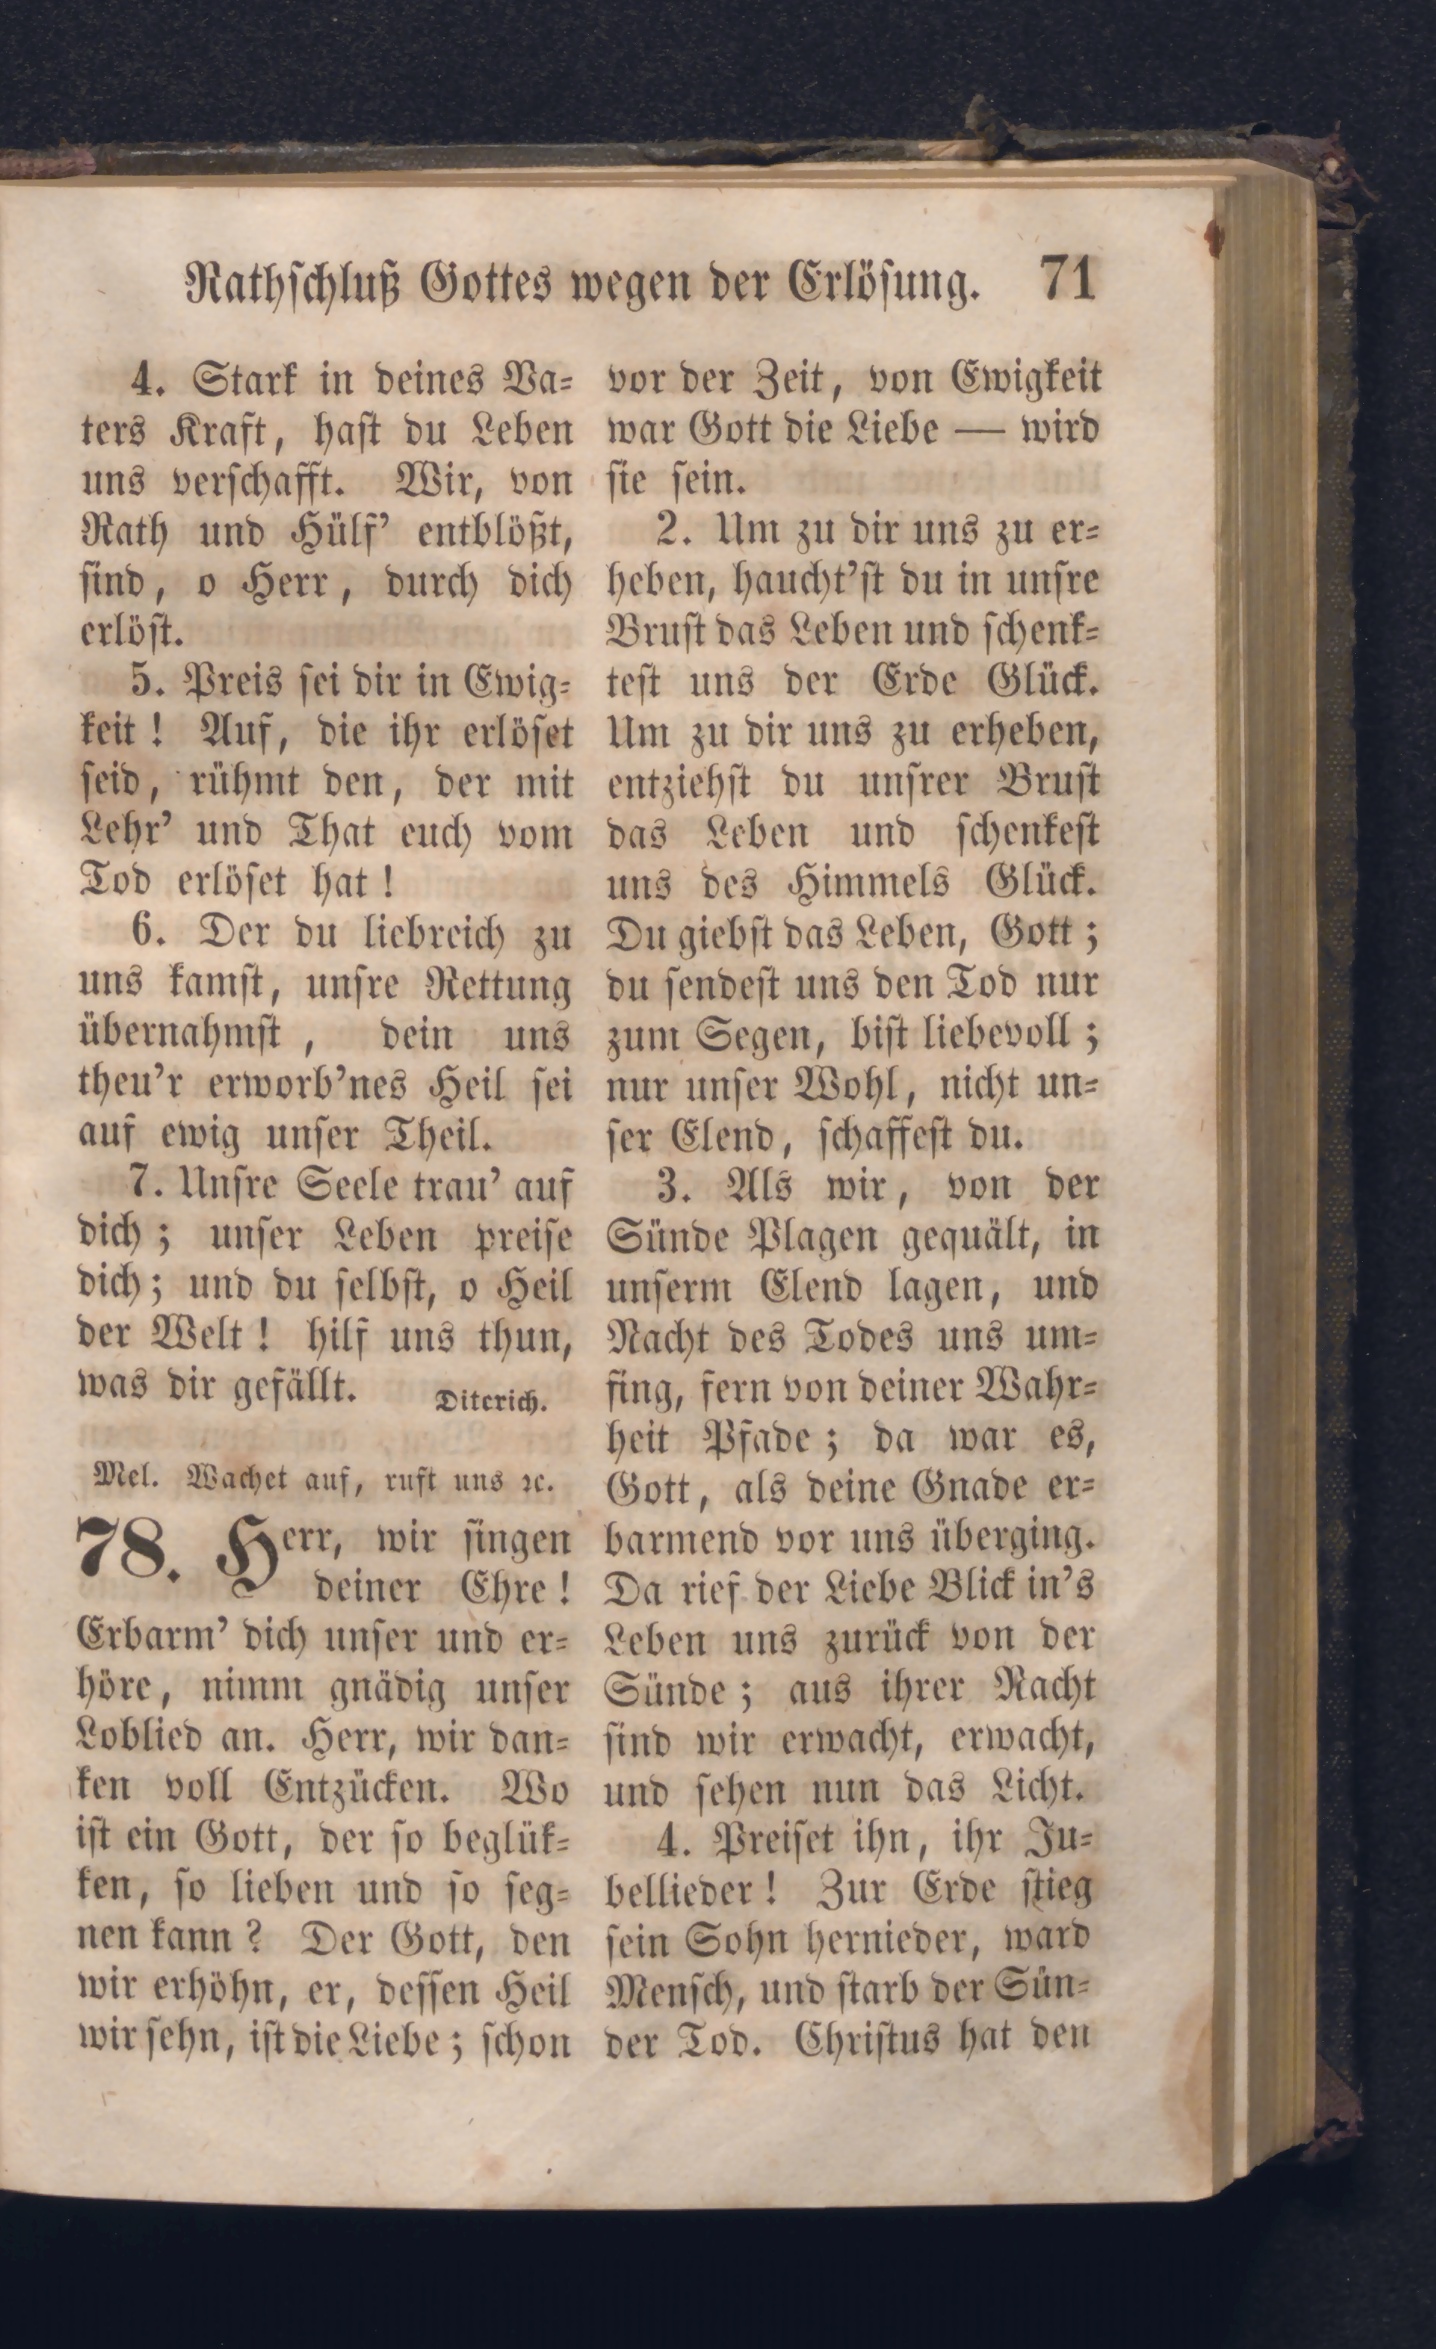 Rathschluß Gottes wegen der Erlösung. 71
4. Stark in deines Va-
ters Kraft, hast du Leben
uns verschafft. Wir, von
Rath und Hülf' entblößt,
sind, o Herr, durch dich
erlöst.
5. Preis sei dir in Ewig-
keit! Auf, die ihr erlöset
seid, rühmt den, der mit
Lehr' und That euch vom
Tod erlöset hat!
6. Der du liebreich zu
uns kamst, unsre Rettung
übernahmst, dein uns
theu'r erworb'nes Heil sei
auf ewig unser Theil.
7. Unsre Seele trau' auf
dich; unser Leben preise
dich; und du selbst, o Heil
der Welt! hilf uns thun,
was dir gefällt. Diterich.
Mel. Wachet auf, ruft uns ꝛc.
78. Herr, wir singen
deiner Ehre!
Erbarm' dich unser und er-
höre, nimm gnädig unser
Loblied an. Herr, wir dan-
ken voll Entzücken. Wo
ist ein Gott, der so beglük-
ken, so lieben und so seg-
nen kann? Der Gott, den
wir erhöhn, er, dessen Heil
wir sehn, ist die Liebe; schon
vor der Zeit, von Ewigkeit
war Gott die Liebe — wird
sie sein.
2. Um zu dir uns zu er-
heben, haucht'st du in unsre
Brust das Leben und schenk-
test uns der Erde Glück.
Um zu dir uns zu erheben,
entziehst du unsrer Brust
das Leben und schenkest
uns des Himmels Glück.
Du giebst das Leben, Gott;
du sendest uns den Tod nur
zum Segen, bist liebevoll;
nur unser Wohl, nicht un-
ser Elend, schaffest du.
3. Als wir, von der
Sünde Plagen gequält, in
unserm Elend lagen, und
Nacht des Todes uns um-
fing, fern von deiner Wahr-
heit Pfade; da war es,
Gott, als deine Gnade er-
barmend vor uns überging.
Da rief der Liebe Blick in's
Leben uns zurück von der
Sünde; aus ihrer Nacht
sind wir erwacht, erwacht,
und sehen nun das Licht.
4. Preiset ihn, ihr Ju-
bellieder! Zur Erde stieg
sein Sohn hernieder, ward
Mensch, und starb der Sün-
der Tod. Christus hat den